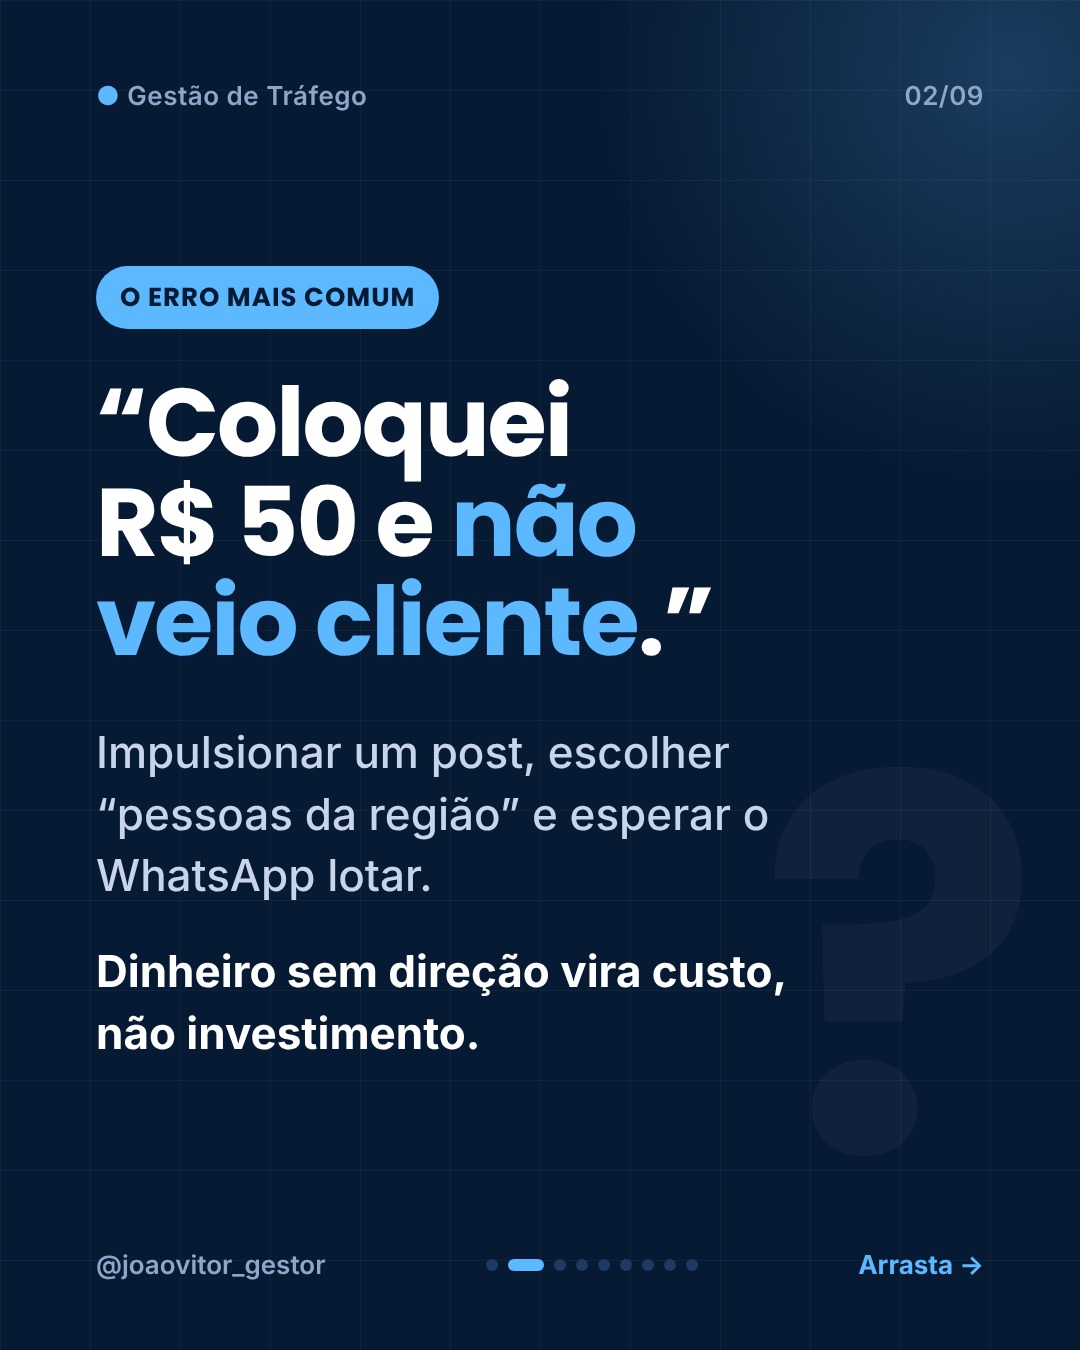 Gestão de Tráfego
02/09
O ERRO MAIS COMUM
“Coloquei
R$ 50 e não
veio cliente.”
Impulsionar um post, escolher
“pessoas da região” e esperar o
WhatsApp lotar.
Dinheiro sem direção vira custo,
não investimento.
?
@joaovitor_gestor
Arrasta →